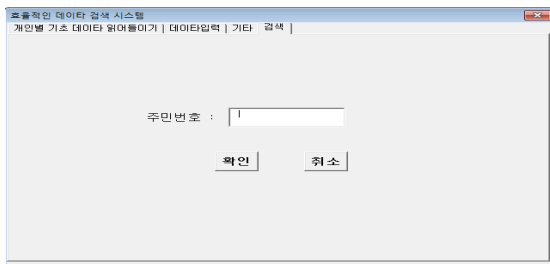 효율적인 데이타 검색 시스템
개인별 기초 데이타 읽어들이기 | 데이타입력 | 기타 검색 |
주민번호 :
확인 취소